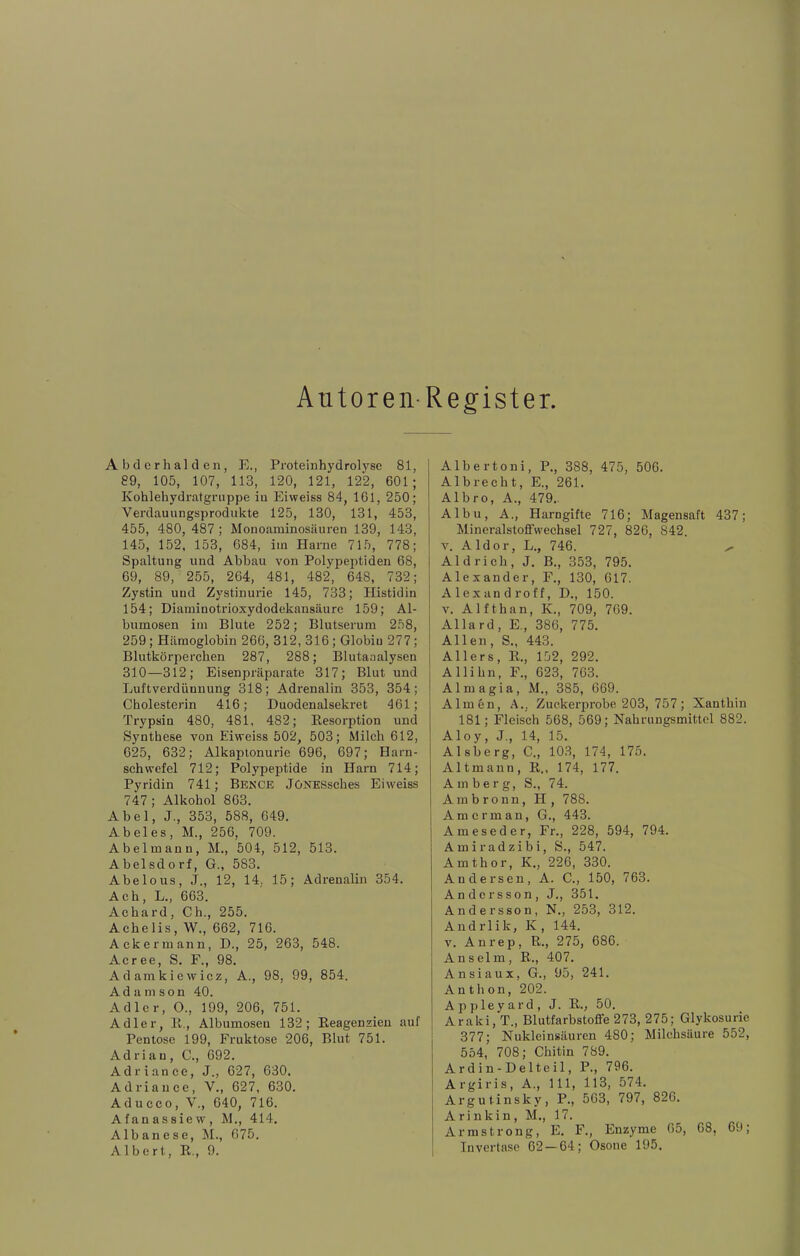 Autoren-Register.
Abderhalden, E., Proteinhydrolyse 81,
89, 105, 107, 113, 120, 121, 122, 601;
Kohlehydratgruppe in Eiweiss 84, 161, 250;
Verdauungsprodukte 125, 130, 131, 453,
455, 480, 487; Monoaminosäuren 139, 143,
145, 152, 153, 684, im Harne 715, 778;
Spaltung und Abbau von Polypeptiden 68,
69, 89, 255, 264, 481, 482, 648, 732;
Zystin und Zystinurie 145, 733; Histidin
154; Diaminotrioxydodekansäure 159; Al-
bumosen im Blute 252; Blutserum 258,
259; Hämoglobin 266, 312, 316; Globin 277;
Blutkörperchen 287, 288; Blutanalysen
310—312; Eisenpräparate 317; Blut und
Luftverdünnung 318; Adrenalin 353, 354;
Cholesterin 416; Duodenalsekret 461;
Trypsin 480, 481, 482; Resorption und
Synthese von Eiweiss 502, 503; Milch 612,
625, 632; Alkaptonurie 696, 697; Harn-
schwefel 712; Polypeptide in Harn 714;
Pyridin 741; BENCE JONESsches Eiweiss
747; Alkohol 863.
Abel, J., 353, 588, 649.
Abeles, M., 256, 709.
Abelmann, M., 504, 512, 513.
Abelsdorf, G., 583.
Abelous, J., 12, 14, 15; Adrenalin 354.
Ach, L., 663.
Achard, Ch., 255.
Achelis, W., 662, 716.
Ackermann, D., 25, 263, 548.
Acree, S. F., 98.
Adamkiewicz, A., 98, 99, 854.
Adamson 40.
Adler, O., 199, 206, 751.
Adler, R., Albumosen 132; Reagenzien auf
Pentose 199, Fruktose 206, Blut 751.
Adrian, C., 692.
Adriance, J., 627, 630.
Adriance, V., 627, 630.
Aducco, V., 640, 716.
Afanassiew, M., 414.
Albanese, M., 675.
Albert, R., 9.
Albertoni, P., 388, 475, 506.
Albrecht, E., 261.
Albro, A., 479.
Albu, A., Harngifte 716; Magensaft 437;
Mineralstoffwechsel 727, 826, 842.
v. Aldor, L., 746.
Aldrich, J. B., 353, 795.
Alexander, F., 130, 617.
Alexandroff, D., 150.
v. Alfthan, K., 709, 769.
Allard, E., 386, 775.
Allen, S., 443.
Allers, R., 152, 292.
Allihn, F., 623, 763.
Almagia, M., 385, 669.
Almén, A., Zuckerprobe 203, 757; Xanthin
181; Fleisch 568, 569; Nahrungsmittel 882.
Aloy, J., 14, 15.
Alsberg, C., 103, 174, 175.
Altmann, R., 174, 177.
Amberg, S., 74.
Ambronn, H, 788.
Amerman, G., 443.
Ameseder, Fr., 228, 594, 794.
Amiradzibi, S., 547.
Amthor, K., 226, 330.
Andersen, A. C., 150, 763.
Andersson, J., 351.
Andersson, N., 253, 312.
Andrlik, K, 144.
v. Anrep, R., 275, 686.
Anselm, R., 407.
Ansiaux, G., 95, 241.
Anthon, 202.
Appleyard, J. R., 50.
Araki, T., Blutfarbstoffe 273, 275; Glykosurie
377; Nukleinsäuren 480; Milchsäure 552,
554, 708; Chitin 789.
Ardin-Delteil, P., 796.
Argiris, A., 111, 113, 574.
Argutinsky, P., 563, 797, 826.
Arinkin, M., 17.
Armstrong, E. F., Enzyme 65, 68, 69;
Invertase 62—64; Osone 195.